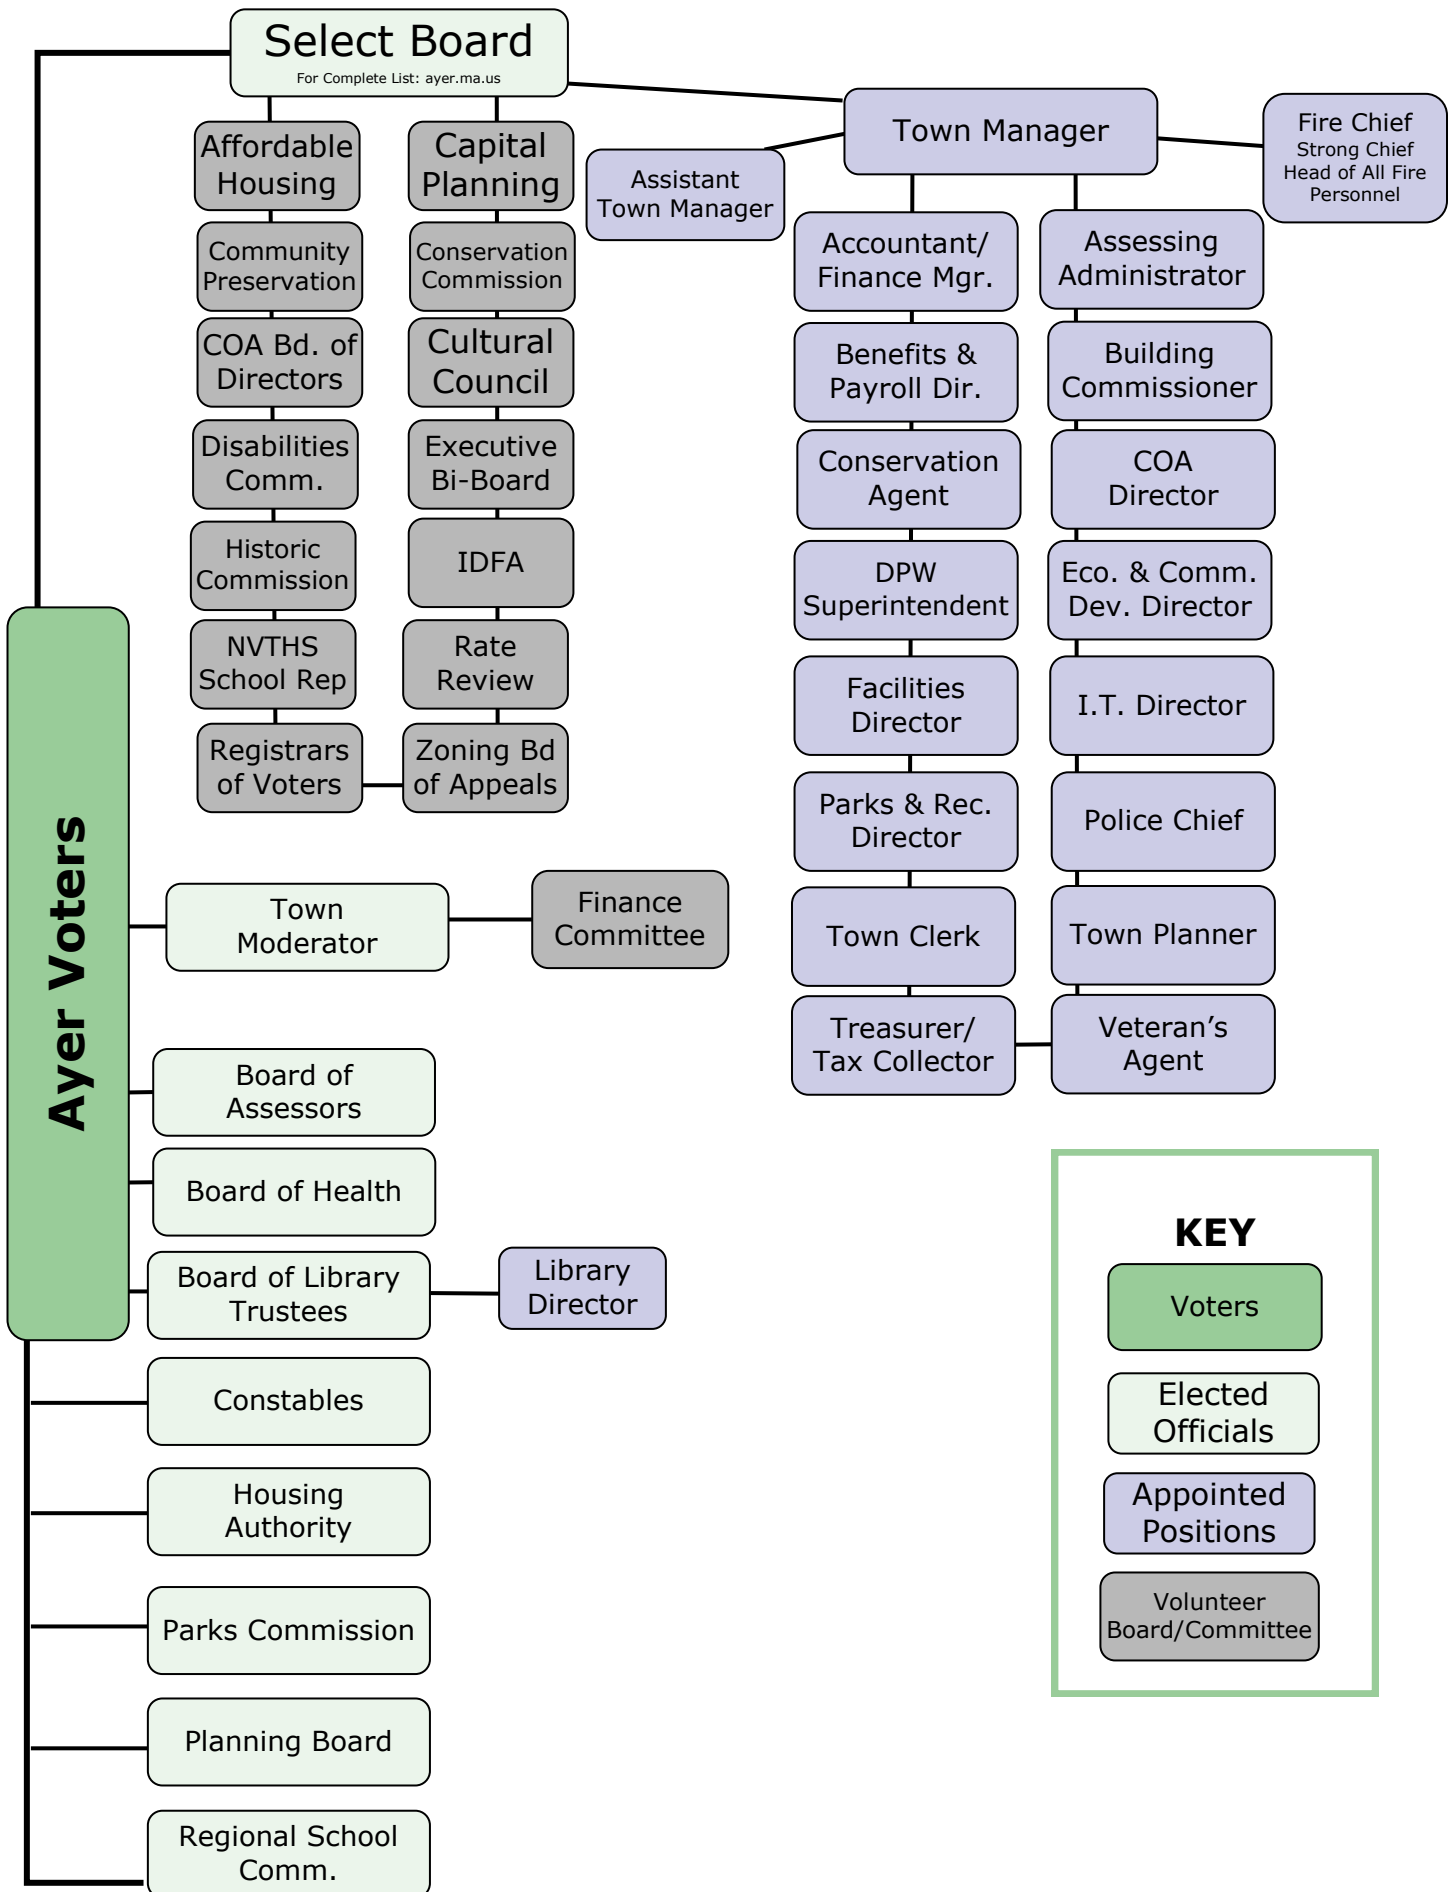 Select Board
For Complete List: ayer.ma.us
Affordable
Housing
Community
Preservation
COA Bd. of
Directors
Disabilities
Comm.
Historic
Commission
NVTHS
School Rep
Registrars
of Voters
Capital
Planning
Conservation
Commission
Cultural
Council
Executive
Bi-Board
IDFA
Rate
Review
Zoning Bd
of Appeals
Town Manager
Assistant
Town Manager
Fire Chief
Strong Chief
Head of All Fire
Personnel
Accountant/
Finance Mgr.
Benefits &
Payroll Dir.
Conservation
Agent
DPW
Superintendent
Facilities
Director
Parks & Rec.
Director
Town Clerk
Treasurer/
Tax Collector
Assessing
Administrator
Building
Commissioner
COA
Director
Eco. & Comm.
Dev. Director
I.T. Director
Police Chief
Town Planner
Veteran’s
Agent
Ayer Voters
Town
Moderator
Finance
Committee
Board of
Assessors
Board of Health
Board of Library
Trustees
Library
Director
Constables
Housing
Authority
Parks Commission
Planning Board
Regional School
Comm.
KEY
Voters
Elected
Officials
Appointed
Positions
Volunteer
Board/Committee